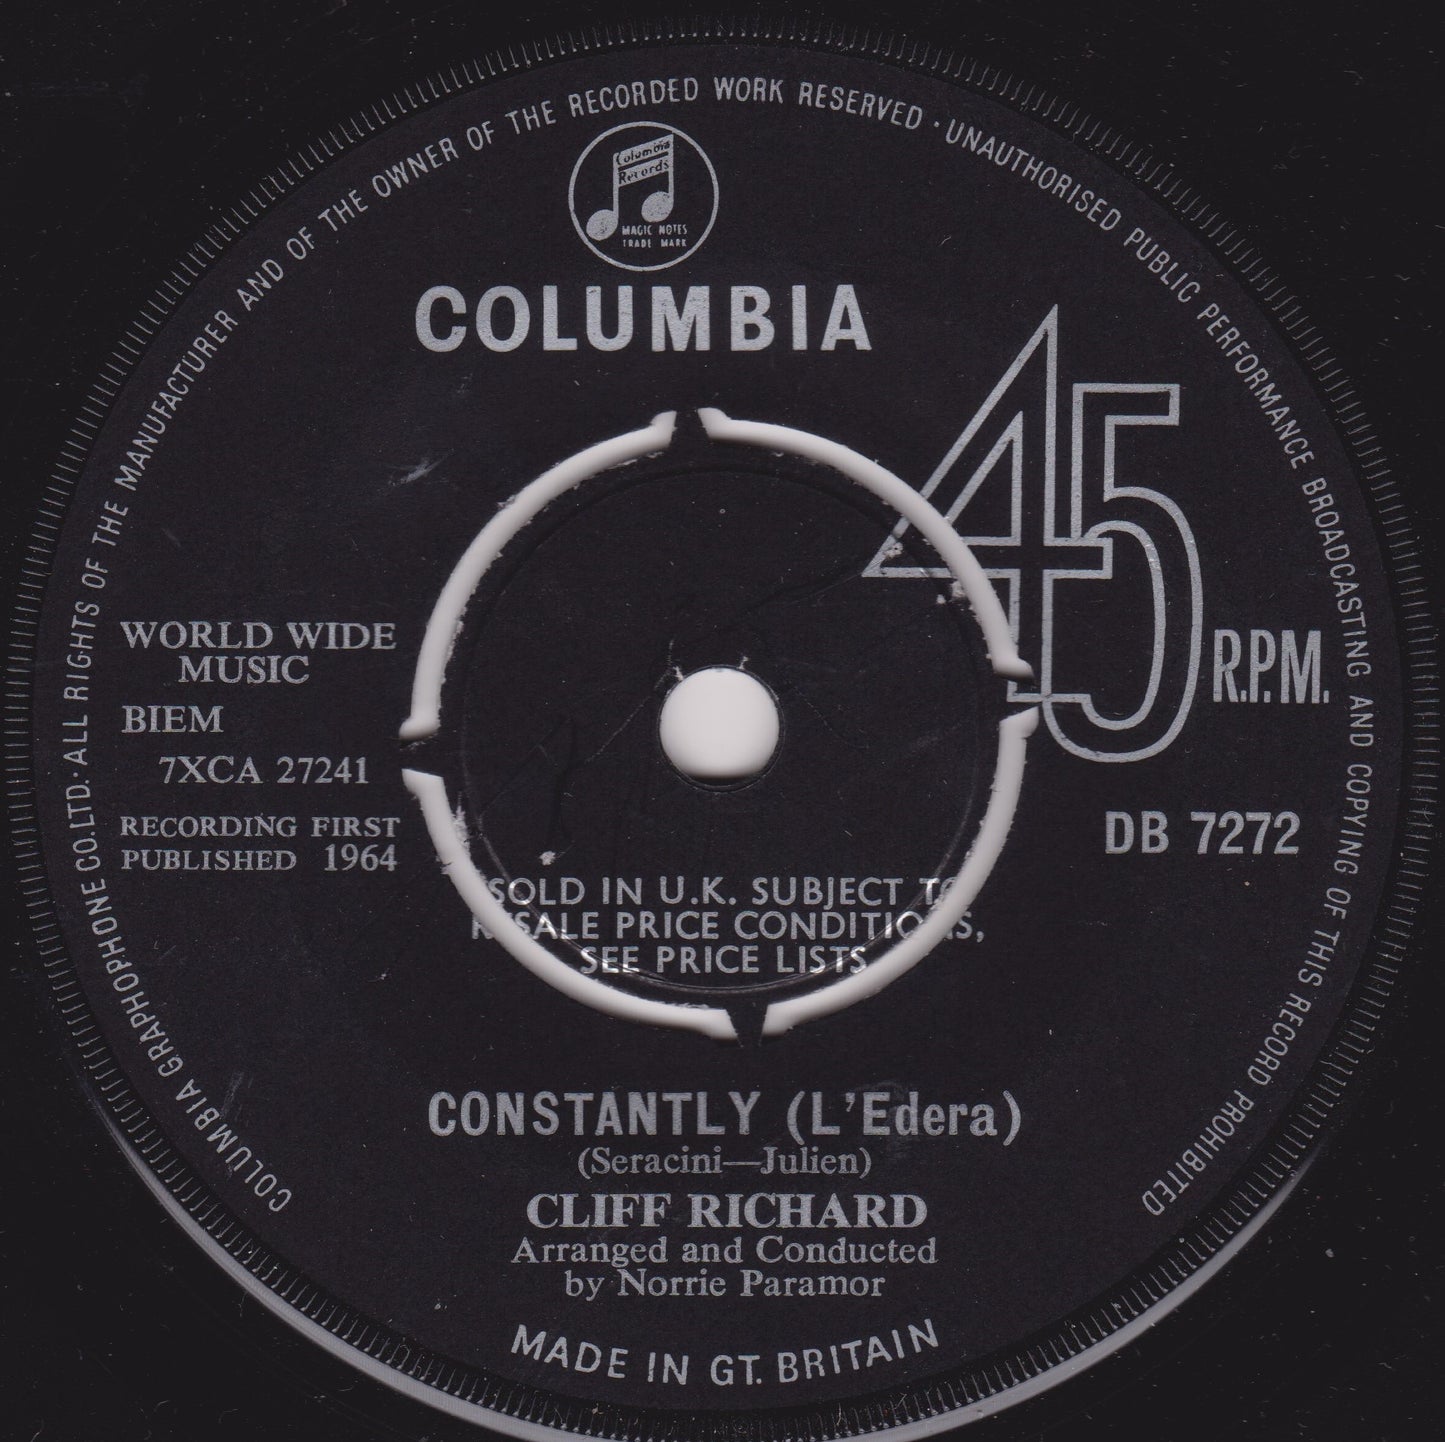 COLUMBIA GRAPHOPHONE CO. LTD. · ALL RIGHTS OF THE MANUFACTURER AND OF THE OWNER OF THE RECORDED WORK RESERVED · UNAUTHORISED PUBLIC PERFORMANCE BROADCASTING AND COPYING OF THIS RECORD PROHIBITED
Columbia
Records
MAGIC NOTES
TRADE MARK
COLUMBIA
45 R.P.M.
WORLD WIDE
MUSIC
BIEM
7XCA 27241
RECORDING FIRST
PUBLISHED 1964
DB 7272
SOLD IN U.K. SUBJECT TO
RESALE PRICE CONDITIONS,
SEE PRICE LISTS
CONSTANTLY (L'Edera)
(Seracini—Julien)
CLIFF RICHARD
Arranged and Conducted
by Norrie Paramor
MADE IN GT. BRITAIN